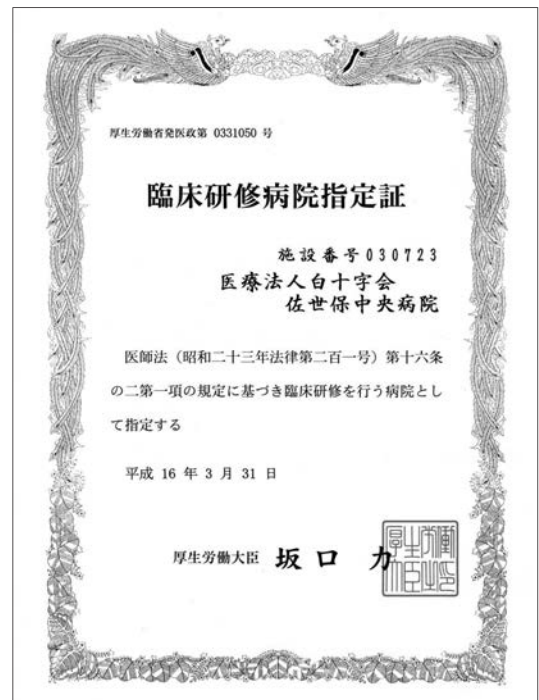 厚生労働省発医政第 0331050 号
臨床研修病院指定証
施設番号030723
医療法人白十字会
佐世保中央病院
医師法（昭和二十三年法律第二百一号）第十六条
の二第一項の規定に基づき臨床研修を行う病院とし
て指定する
平成 16 年 3 月 31 日
厚生労働大臣 坂口 力